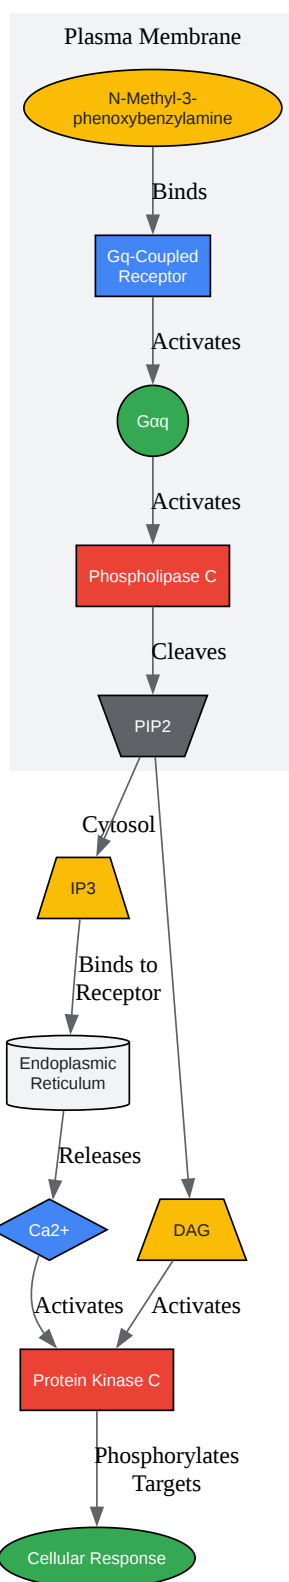 Plasma Membrane
N-Methyl-3-
phenoxybenzylamine
Binds
Gq-Coupled
Receptor
Activates
Gαq
Activates
Phospholipase C
Cleaves
PIP2
Cytosol
IP3
Binds to
Receptor
Endoplasmic
Reticulum
Releases
Ca2+
DAG
Activates
Activates
Protein Kinase C
Phosphorylates
Targets
Cellular Response